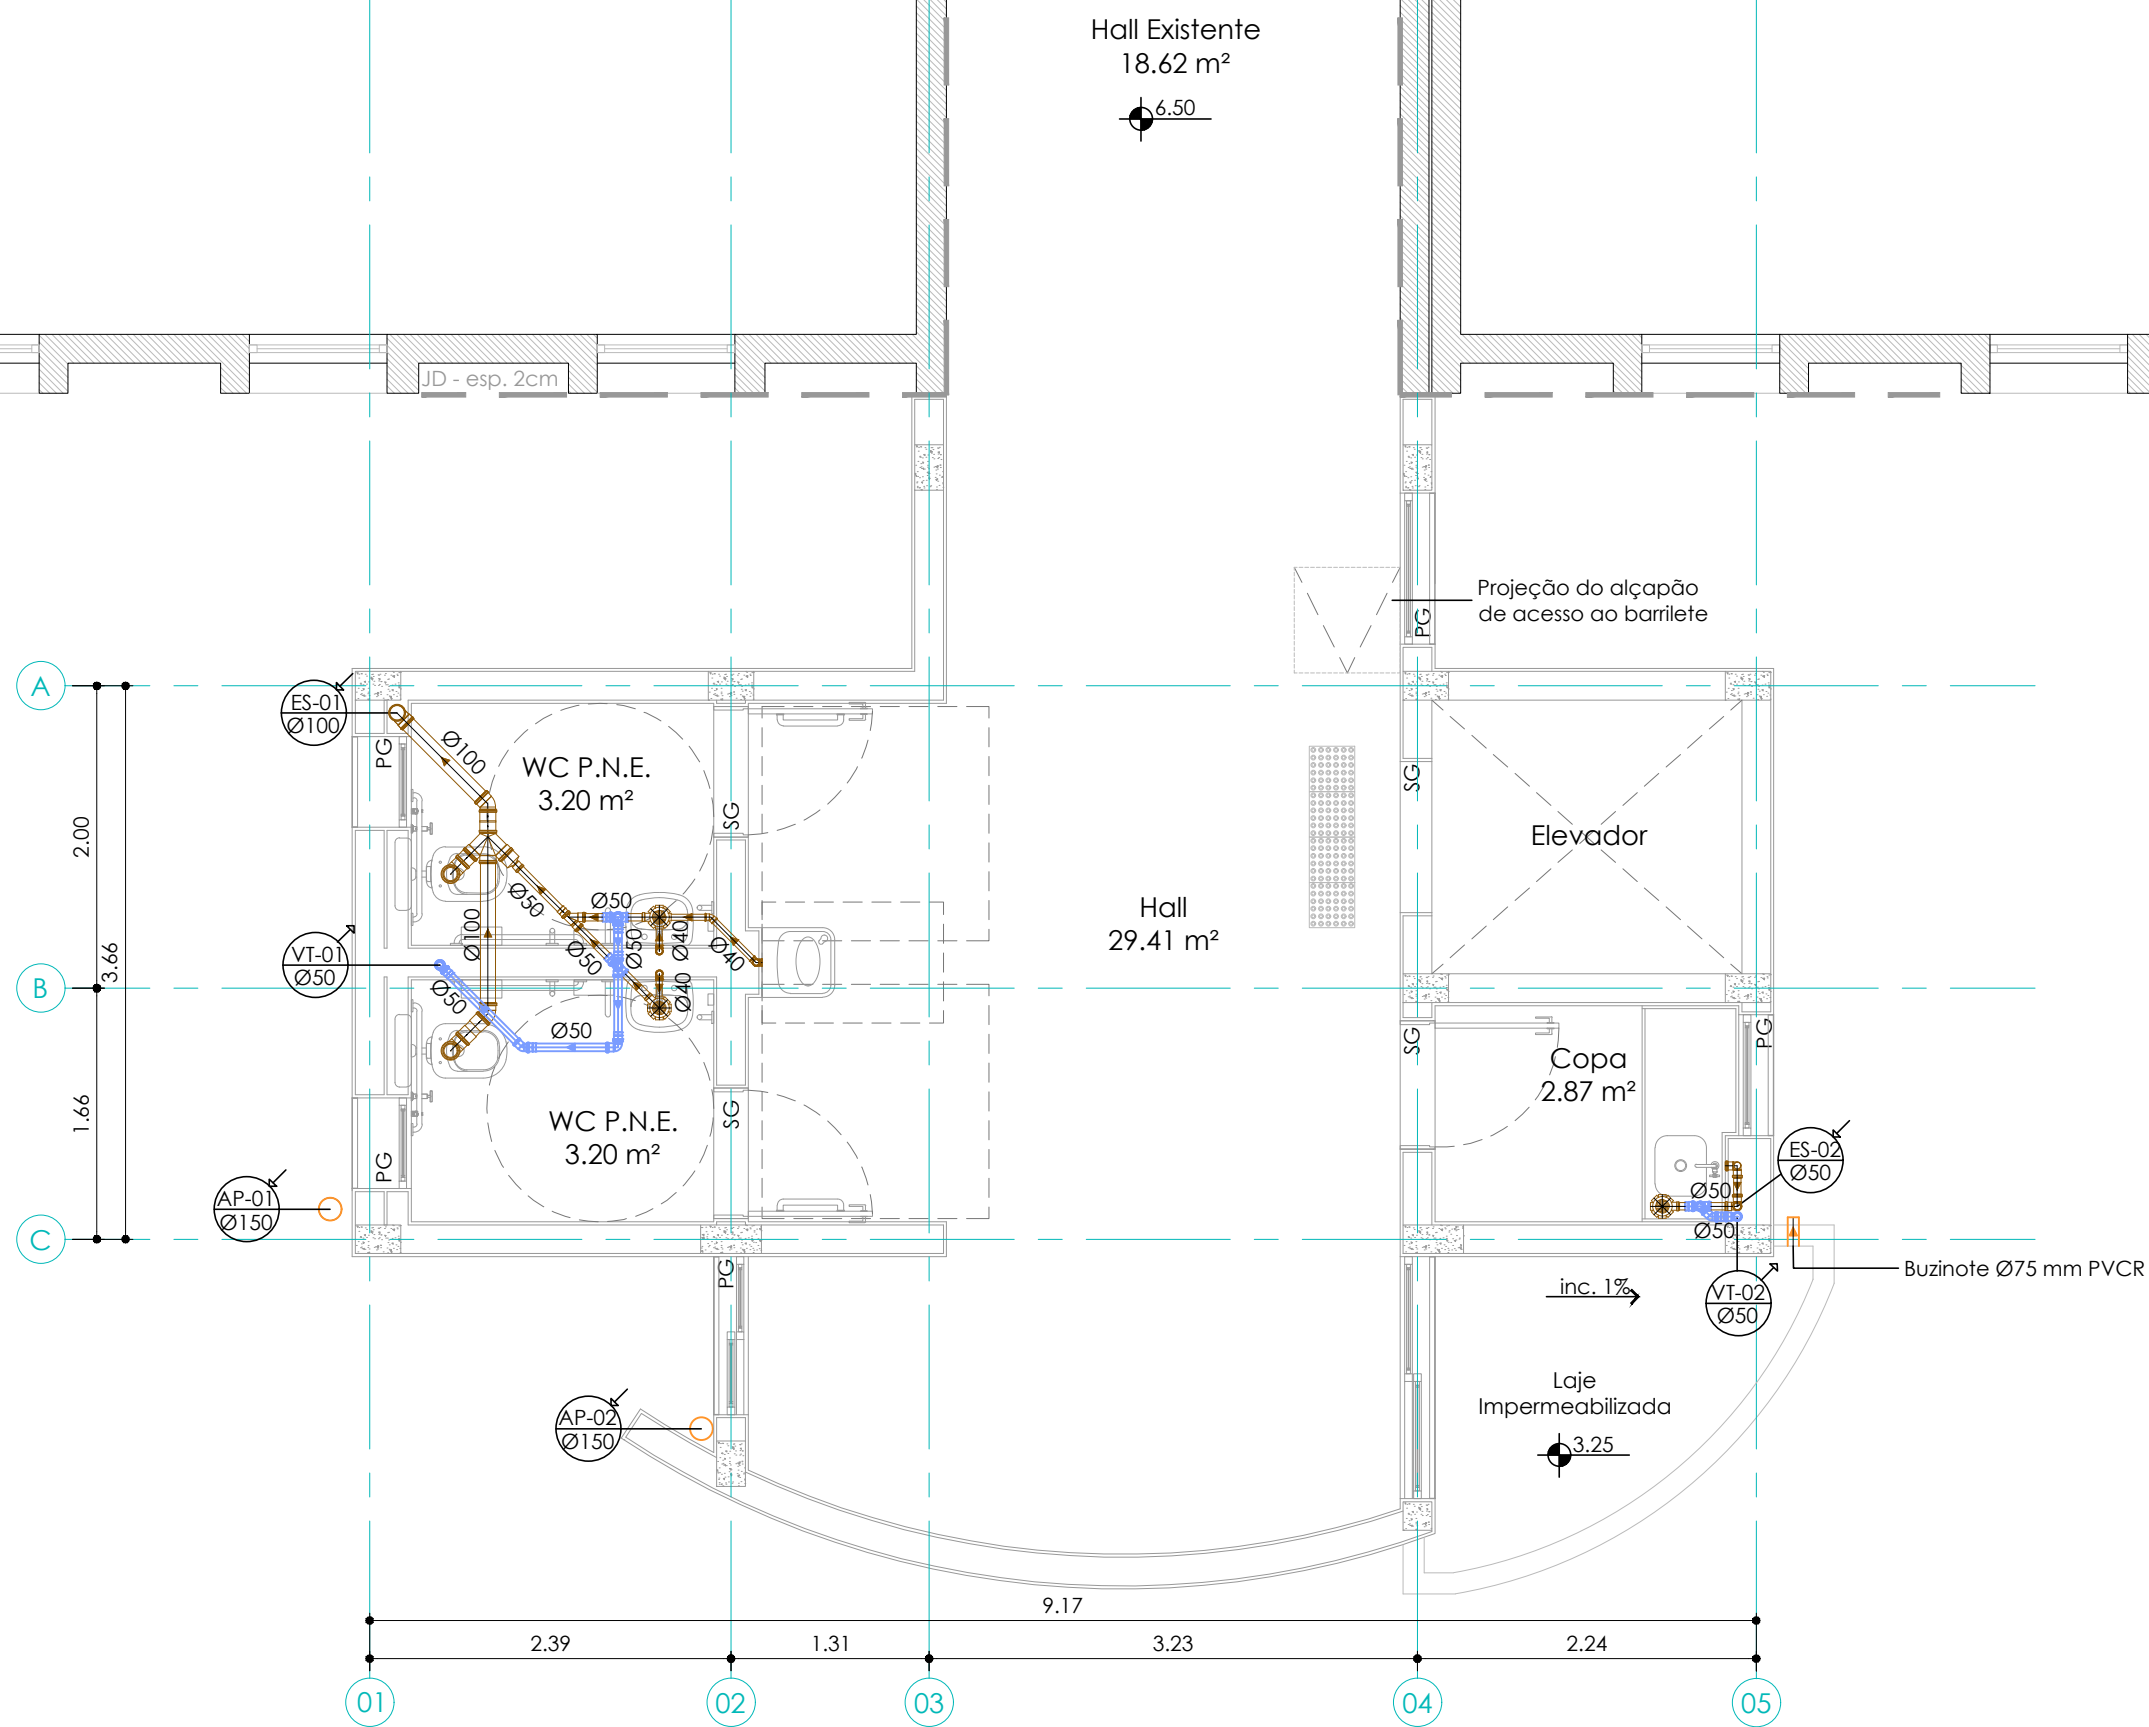 Hall Existente
18.62 m²
6.50
JD - esp. 2cm
Projeção do alçapão
de acesso ao barrilete
PG
A
ES-01
Ø100
PG
Ø100
WC P.N.E.
3.20 m²
SG
SG
Elevador
2.00
3.66
Ø50
Ø50
Ø100
Ø50
Ø50
Ø40
Ø40
Hall
29.41 m²
VT-01
Ø50
B
Ø50
Ø40
Ø50
SG
PG
Copa
2.87 m²
1.66
WC P.N.E.
3.20 m²
SG
PG
AP-01
Ø150
ES-02
Ø50
Ø50
Ø50
C
PG
Buzinote Ø75 mm PVCR
inc. 1%
VT-02
Ø50
Laje
Impermeabilizada
3.25
AP-02
Ø150
9.17
2.39
1.31
3.23
2.24
01
02
03
04
05